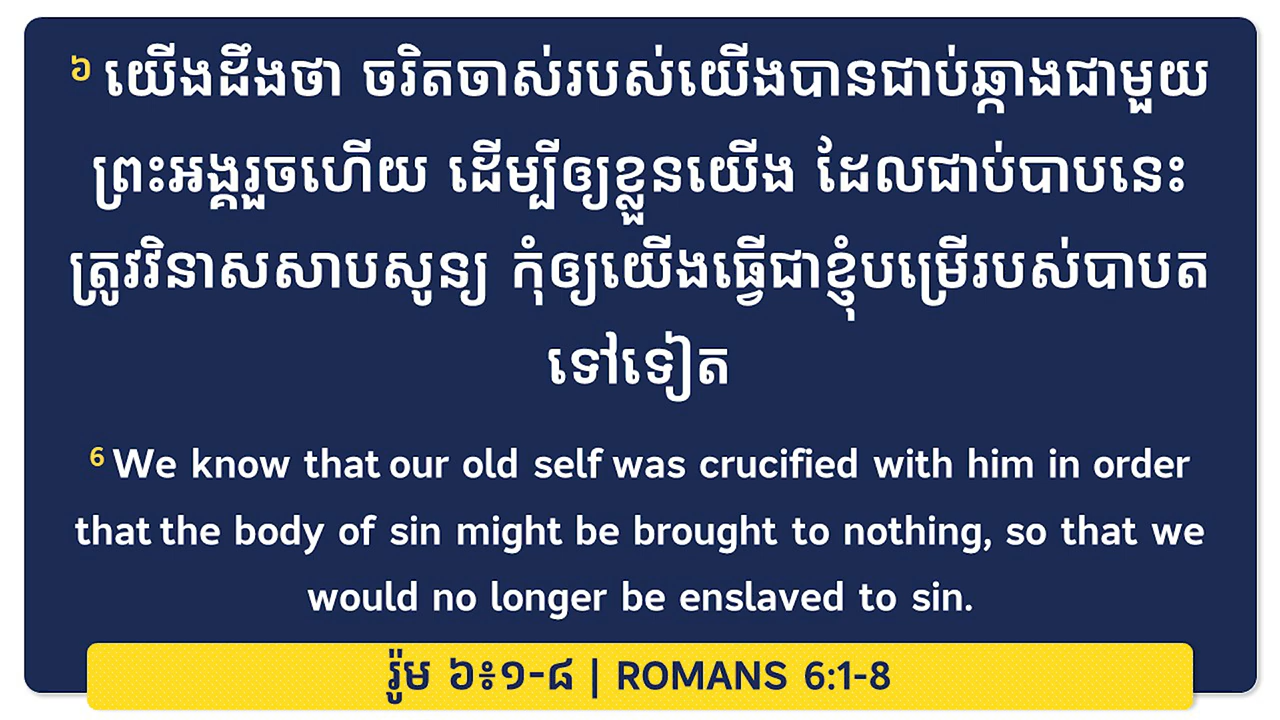 ៦ យើងដឹងថា ចរិតចាស់របស់យើងបានជាប់ឆ្កាងជាមួយ
ព្រះអង្គរួចហើយ ដើម្បីឲ្យខ្លួនយើង ដែលជាប់បាបនេះ
ត្រូវវិនាសសាបសូន្យ កុំឲ្យយើងធ្វើជាខ្ញុំបម្រើរបស់បាបត
ទៅទៀត
6 We know that our old self was crucified with him in order
that the body of sin might be brought to nothing, so that we
would no longer be enslaved to sin.
រ៉ូម ៦៖១-៨ | ROMANS 6:1-8